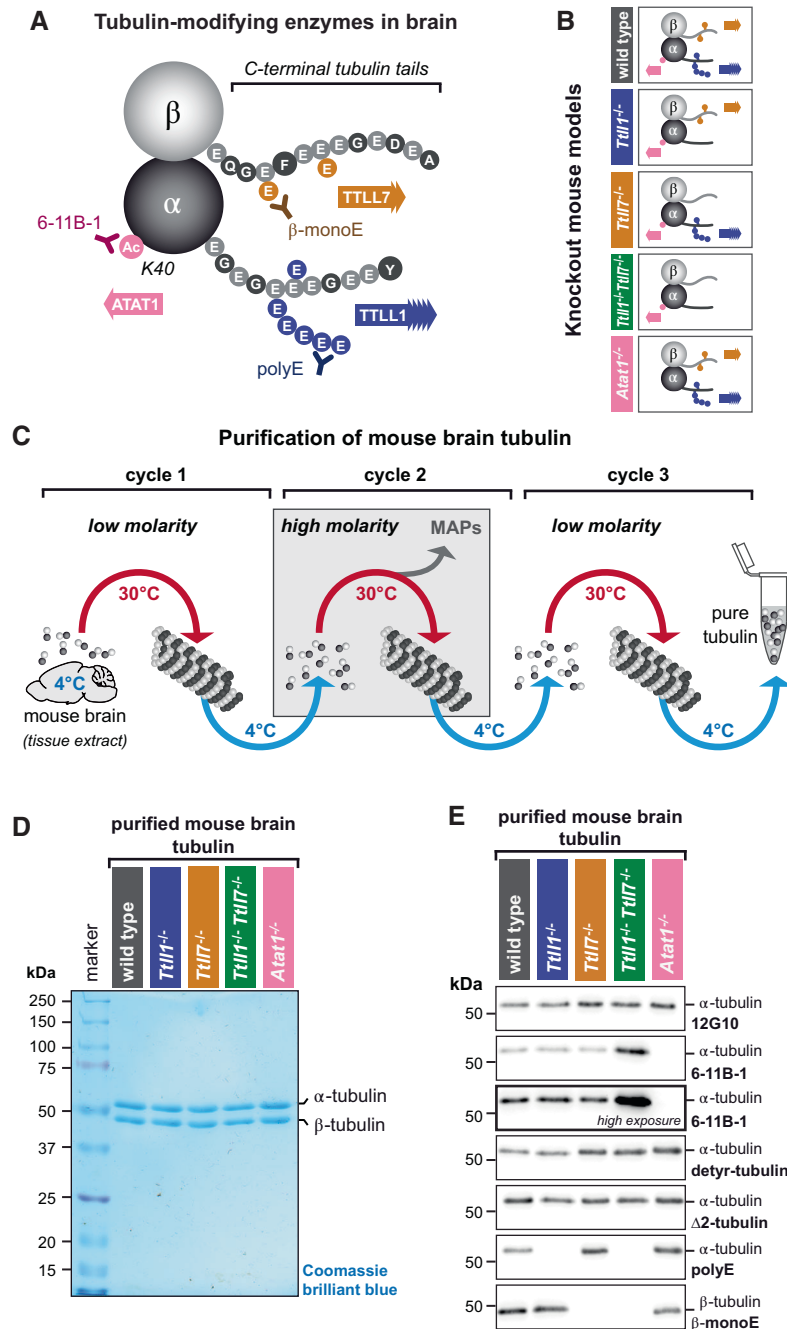 A
Tubulin-modifying enzymes in brain
C-terminal tubulin tails
β
α
E Q G E F E E E G E D E A
E
E
TTLL7
β-monoE
6-11B-1
Ac
K40
ATAT1
E G E G E E E G E E Y
E
E E E E E
TTLL1
polyE
B
Knockout mouse models
wild type
β
α
Ttll1-/-
β
α
Ttll7-/-
β
α
Ttll1-/-Ttll7-/-
β
α
Atat1-/-
β
α
C
Purification of mouse brain tubulin
cycle 1
cycle 2
cycle 3
low molarity
high molarity
MAPs
low molarity
30°C
30°C
30°C
pure
tubulin
4°C
mouse brain
(tissue extract)
4°C
4°C
4°C
D
purified mouse brain
tubulin
marker
wild type
Ttll1-/-
Ttll7-/-
Ttll1-/- Ttll7-/-
Atat1-/-
kDa
250
150
100
75
50
37
25
20
15
α-tubulin
β-tubulin
Coomassie
brilliant blue
E
purified mouse brain
tubulin
wild type
Ttll1-/-
Ttll7-/-
Ttll1-/- Ttll7-/-
Atat1-/-
kDa
50
α-tubulin
12G10
50
α-tubulin
6-11B-1
50
α-tubulin
6-11B-1
high exposure
50
α-tubulin
detyr-tubulin
50
α-tubulin
Δ2-tubulin
50
α-tubulin
polyE
50
β-tubulin
β-monoE